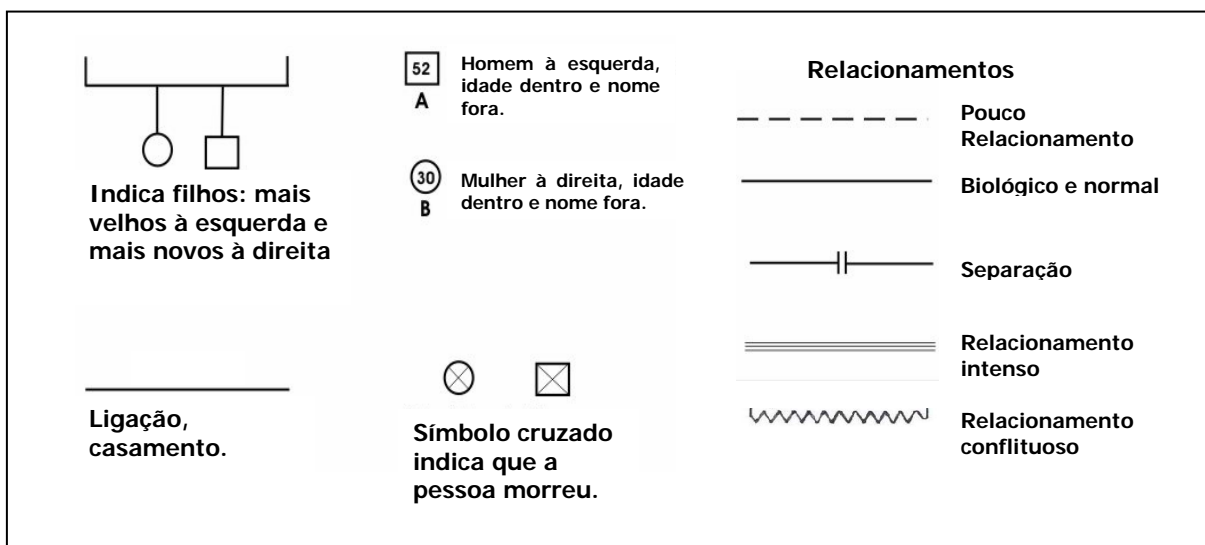 Indica filhos: mais
velhos à esquerda e
mais novos à direita
Ligação,
casamento.
52
A
Homem à esquerda,
idade dentro e nome
fora.
30
B
Mulher à direita, idade
dentro e nome fora.
Símbolo cruzado
indica que a
pessoa morreu.
Relacionamentos
Pouco
Relacionamento
Biológico e normal
Separação
Relacionamento
intenso
Relacionamento
conflituoso